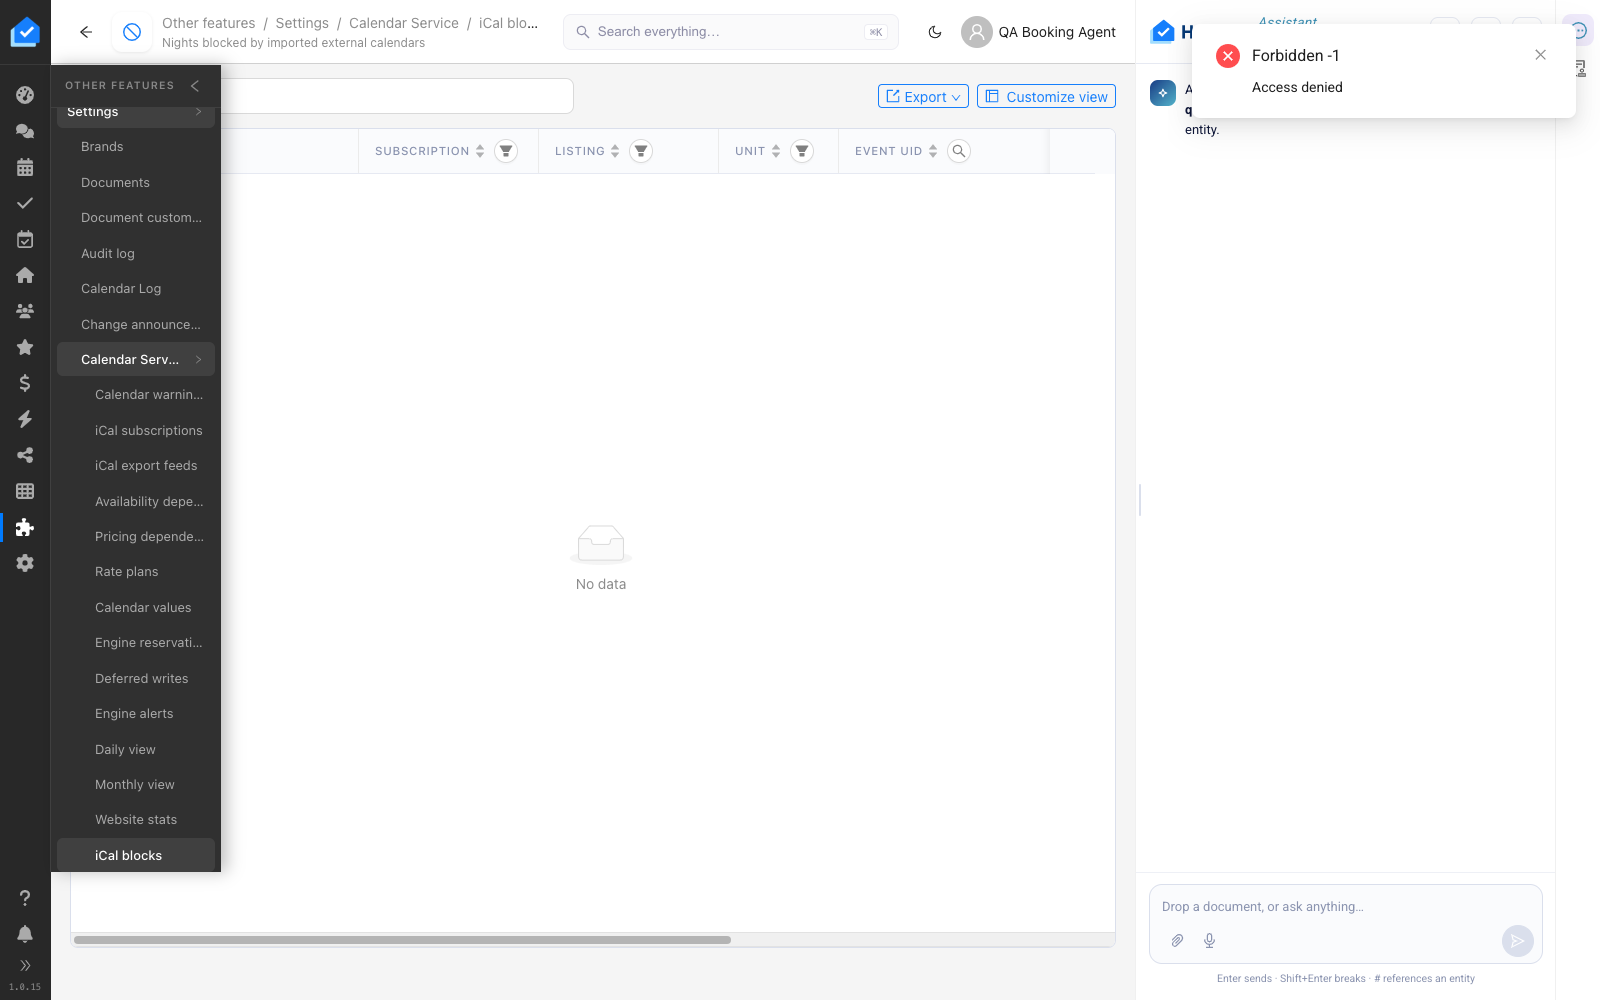 Other features / Settings / Calendar Service / iCal blo...
Nights blocked by imported external calendars
Search everything...
⌘K
QA Booking Agent
Assistant
Forbidden -1
Access denied
entity.
OTHER FEATURES
Settings
Brands
Documents
Document custom...
Audit log
Calendar Log
Change announce...
Calendar Serv...
Calendar warnin...
iCal subscriptions
iCal export feeds
Availability depe...
Pricing depende...
Rate plans
Calendar values
Engine reservati...
Deferred writes
Engine alerts
Daily view
Monthly view
Website stats
iCal blocks
1.0.15
Export
Customize view
SUBSCRIPTION
LISTING
UNIT
EVENT UID
No data
Drop a document, or ask anything...
Enter sends · Shift+Enter breaks · # references an entity